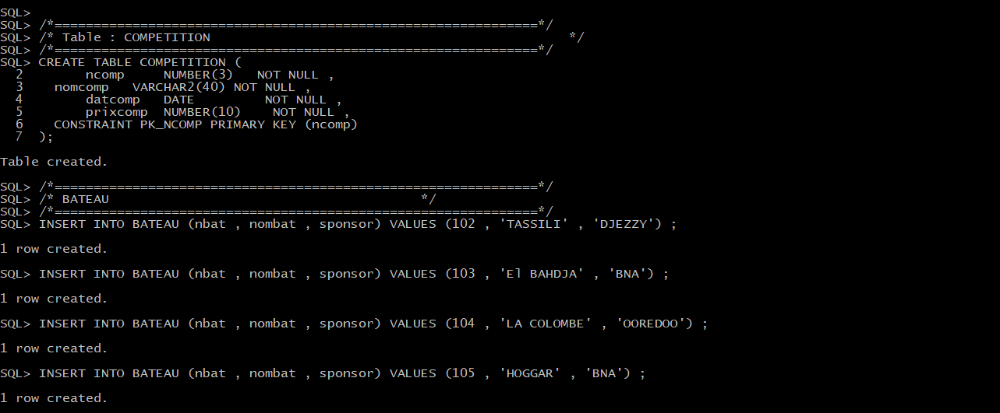 SQL>
SQL> /*==============================================================*/
SQL> /* Table : COMPETITION                                              */
SQL> /*==============================================================*/
SQL> CREATE TABLE COMPETITION (
  2        ncomp     NUMBER(3)   NOT NULL ,
  3    nomcomp   VARCHAR2(40) NOT NULL ,
  4        datcomp   DATE         NOT NULL ,
  5        prixcomp  NUMBER(10)    NOT NULL ,
  6    CONSTRAINT PK_NCOMP PRIMARY KEY (ncomp)
  7  );
Table created.
SQL> /*==============================================================*/
SQL> /* BATEAU                                        */
SQL> /*==============================================================*/
SQL> INSERT INTO BATEAU (nbat , nombat , sponsor) VALUES (102 , 'TASSILI' , 'DJEZZY') ;
1 row created.
SQL> INSERT INTO BATEAU (nbat , nombat , sponsor) VALUES (103 , 'El BAHDJA' , 'BNA') ;
1 row created.
SQL> INSERT INTO BATEAU (nbat , nombat , sponsor) VALUES (104 , 'LA COLOMBE' , 'OOREDOO') ;
1 row created.
SQL> INSERT INTO BATEAU (nbat , nombat , sponsor) VALUES (105 , 'HOGGAR' , 'BNA') ;
1 row created.